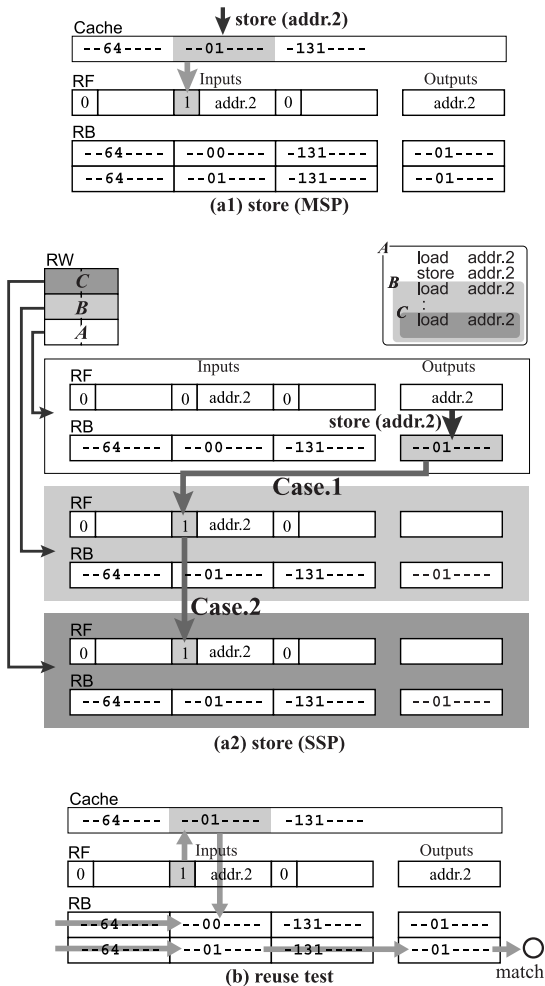 store (addr.2)
Cache
--64---- --01---- -131----
RF Inputs Outputs
0 1 addr.2 0 addr.2
RB
--64---- --00---- -131---- --01----
--64---- --01---- -131---- --01----
(a1) store (MSP)
RW
C
B
A
A load addr.2
store addr.2
B load addr.2
:
C load addr.2
Inputs Outputs
RF
0 0 addr.2 0 addr.2
store (addr.2)
RB
--64---- --00---- -131---- --01----
Case.1
RF
0 1 addr.2 0
RB
--64---- --01---- -131---- --01----
Case.2
RF
0 1 addr.2 0
RB
--64---- --01---- -131---- --01----
(a2) store (SSP)
Cache
--64---- --01---- -131----
RF Inputs Outputs
0 1 addr.2 0 addr.2
RB
--64---- --00---- -131---- --01----
--64---- --01---- -131---- --01----
match
(b) reuse test